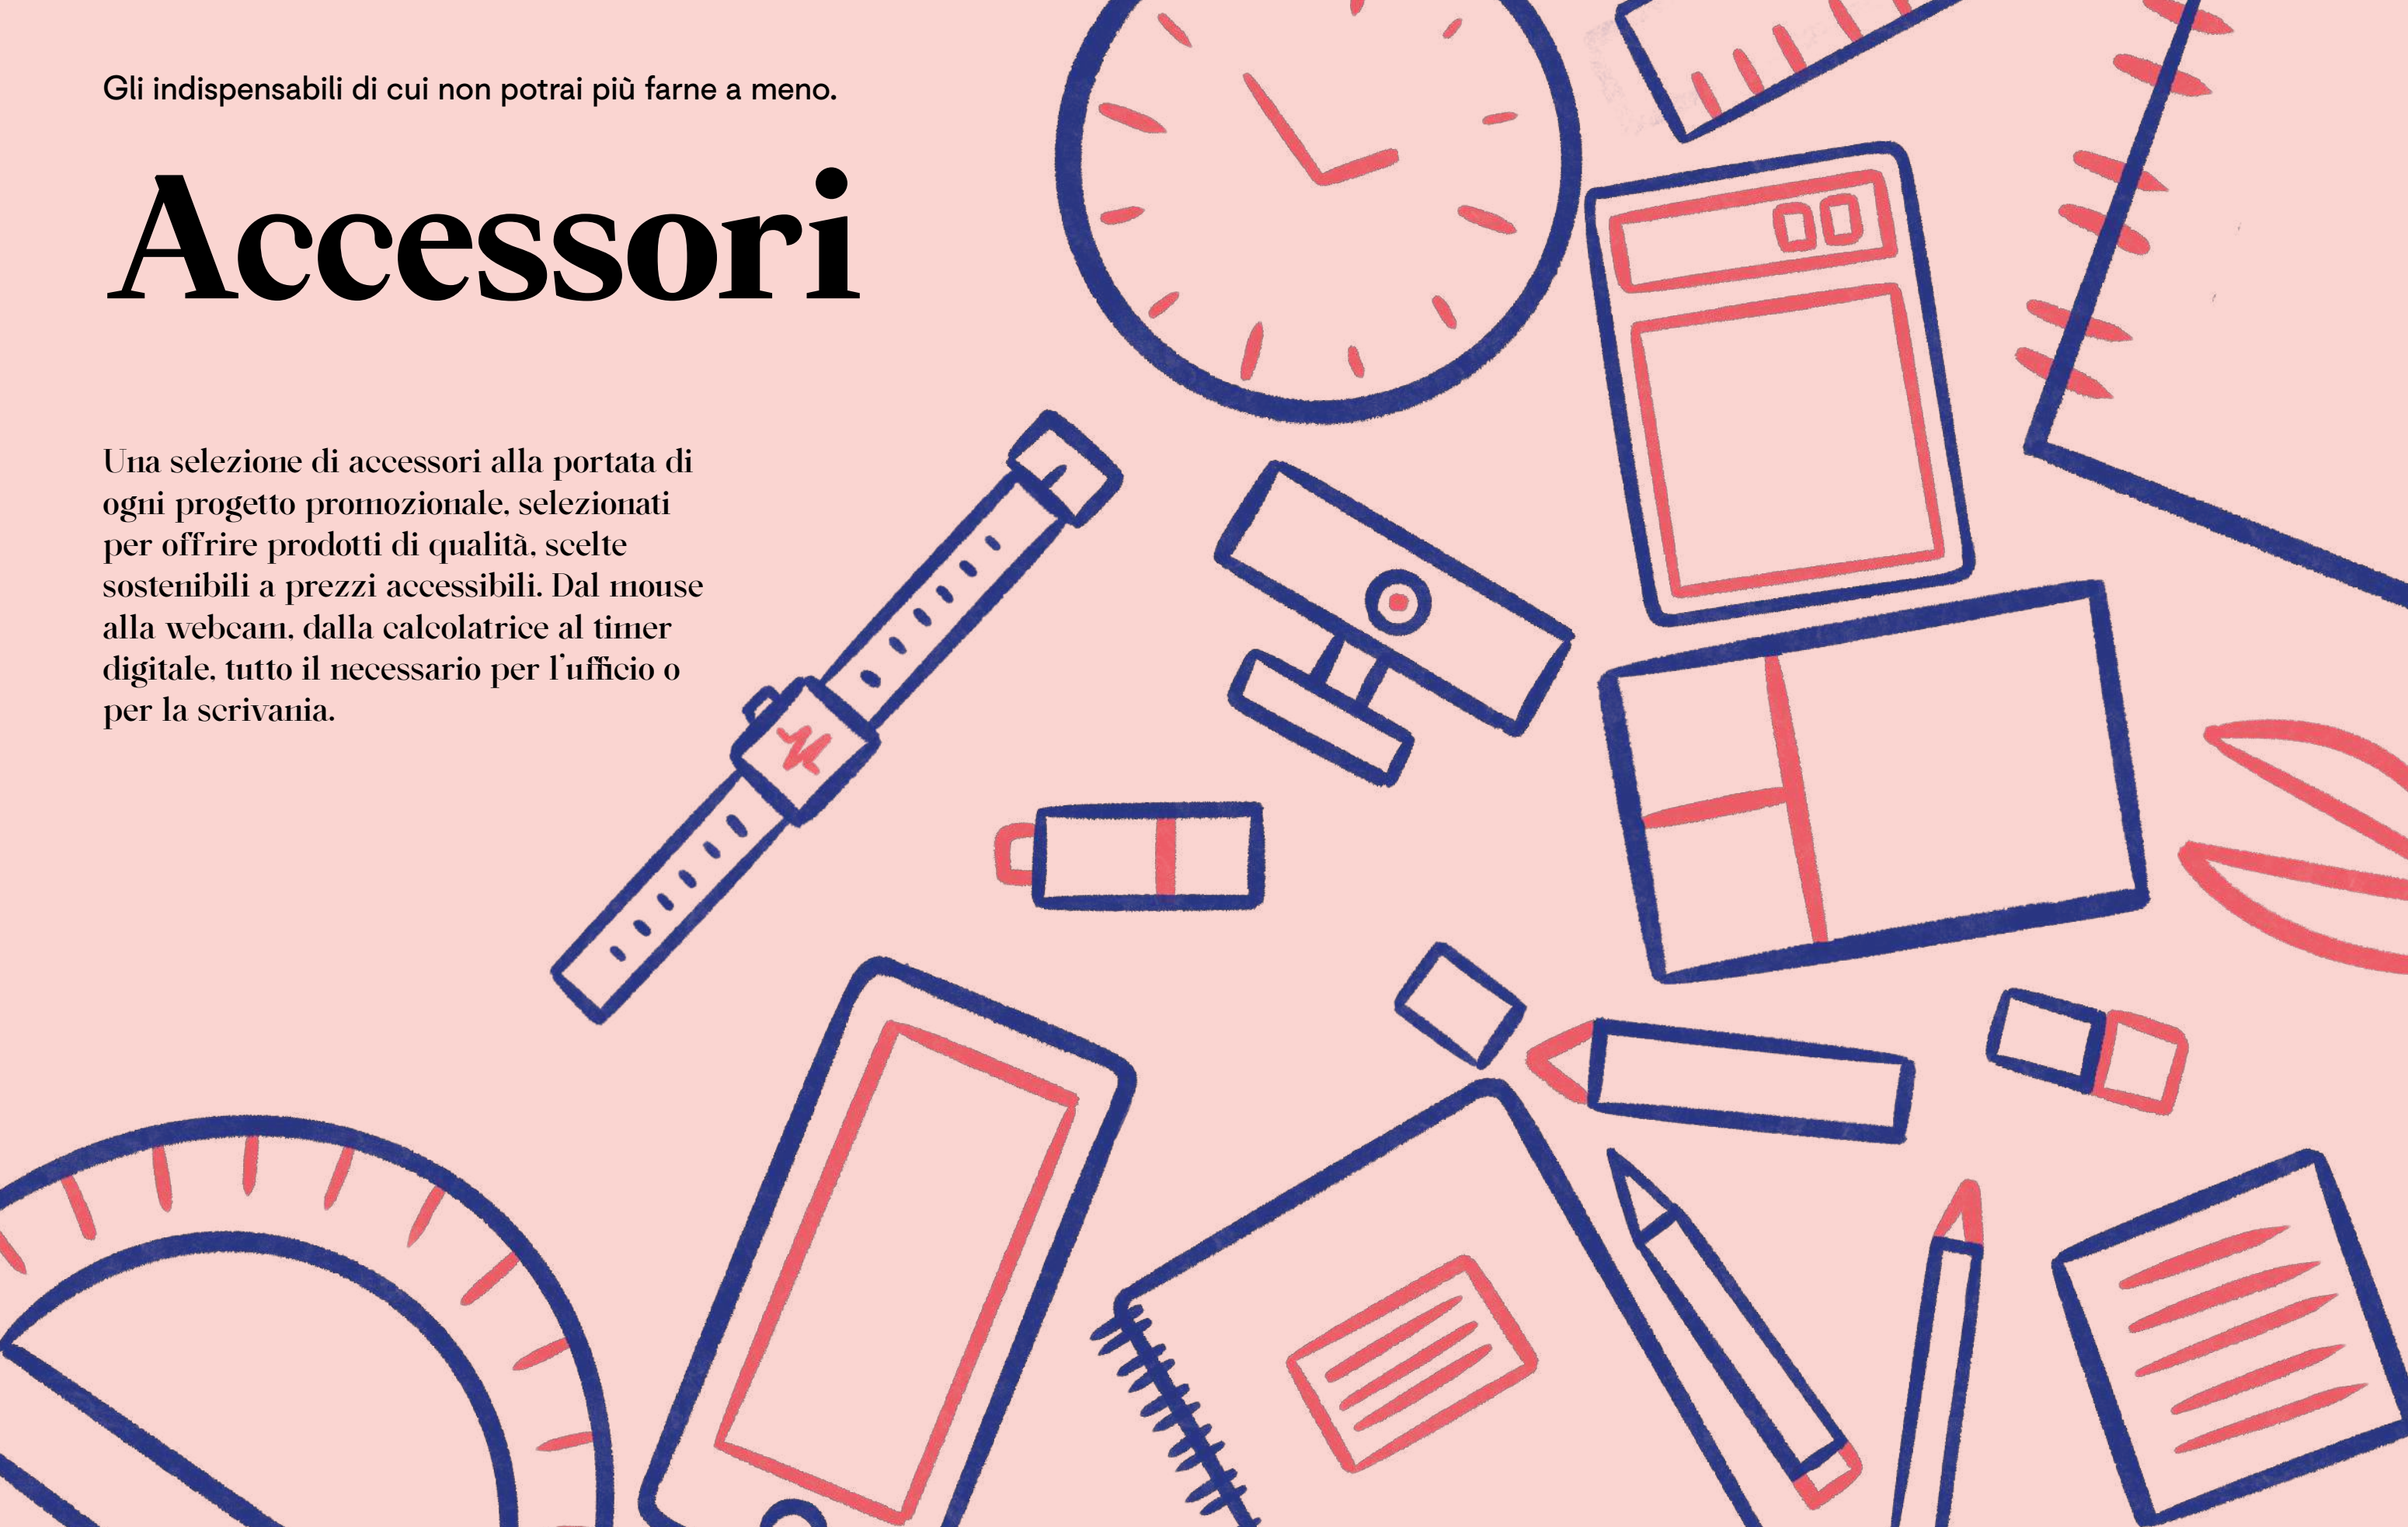 Gli indispensabili di cui non potrai più farne a meno.
Accessori
Una selezione di accessori alla portata di
ogni progetto promozionale, selezionati
per offrire prodotti di qualità, scelte
sostenibili a prezzi accessibili. Dal mouse
alla webcam, dalla calcolatrice al timer
digitale, tutto il necessario per l'ufficio o
per la scrivania.
00